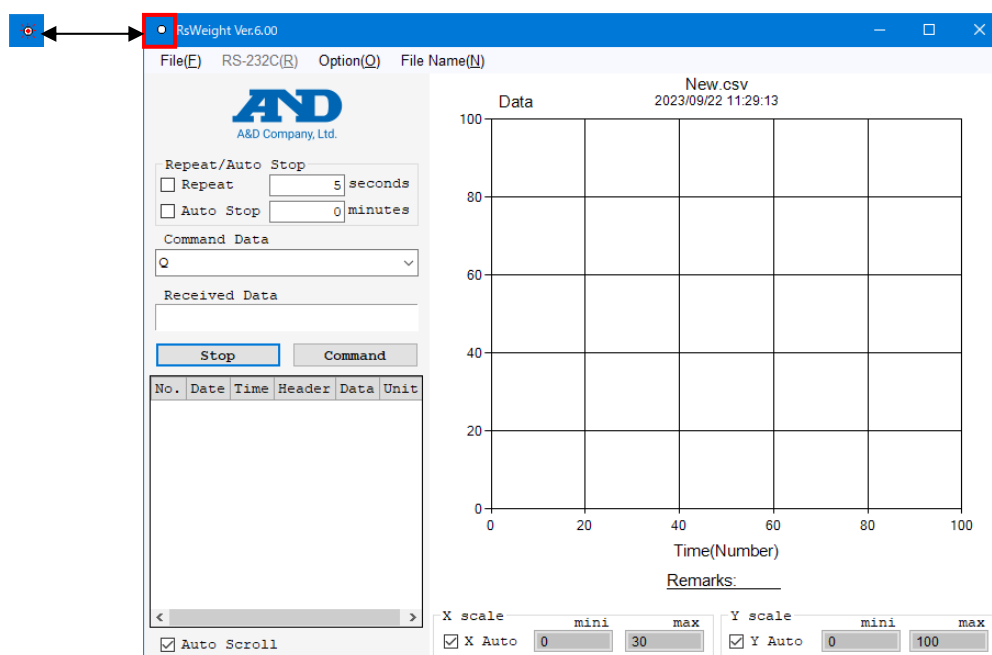 RsWeight Ver.6.00
File(F) RS-232C(R) Option(O) File Name(N)
AND
A&D Company, Ltd.
Repeat/Auto Stop
Repeat 5 seconds
Auto Stop 0 minutes
Command Data
Q
Received Data
Stop Command
No. Date Time Header Data Unit
Auto Scroll
New.csv
Data 2023/09/22 11:29:13
100
80
60
40
20
0
0 20 40 60 80 100
Time(Number)
Remarks:
X scale mini max
X Auto 0 30
Y scale mini max
Y Auto 0 100